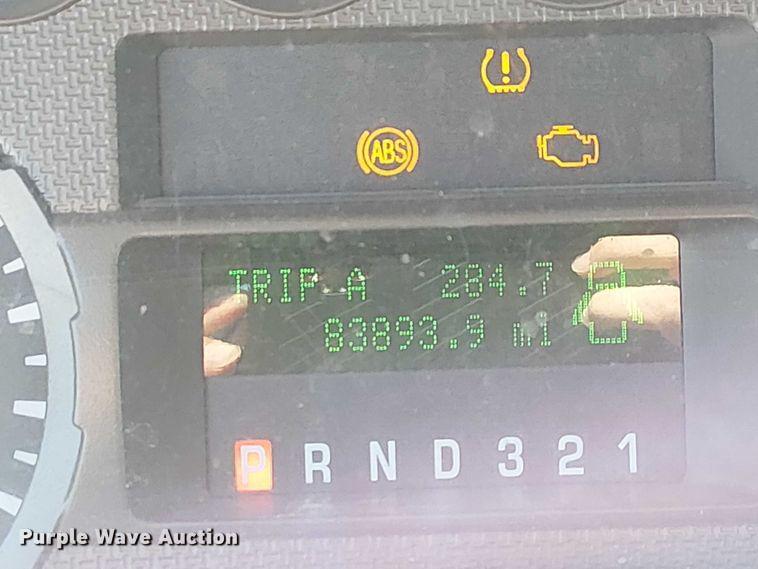 !
ABS
TRIP A 284.7
83893.9 mi
P R N D 3 2 1
Purple Wave Auction